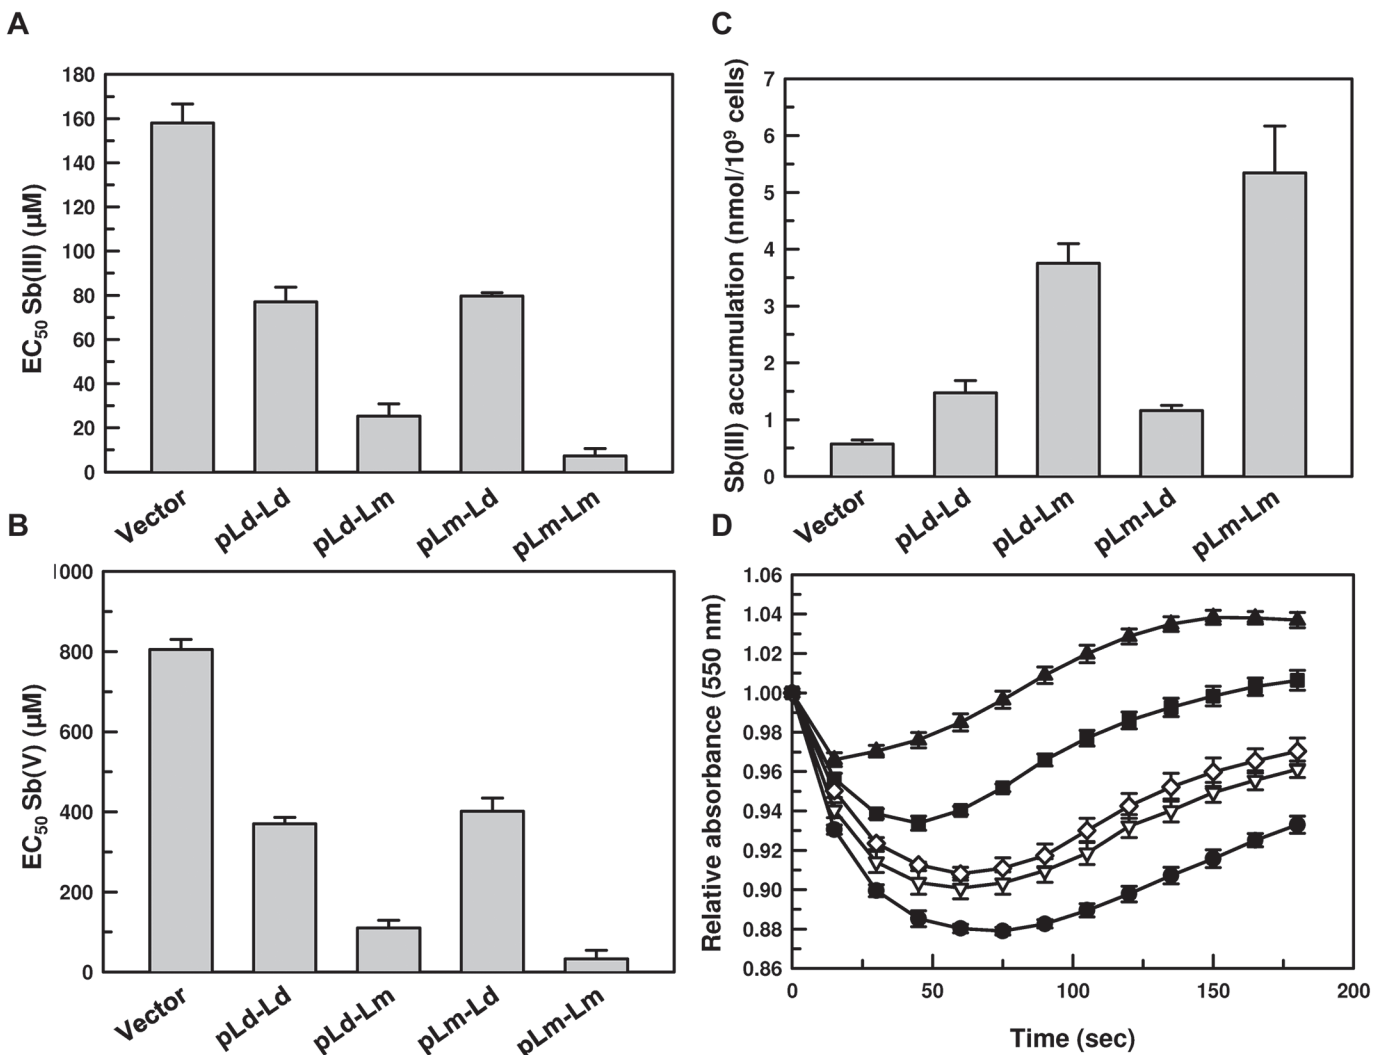 A
180
160
140
120
100
80
60
40
20
0
EC50 Sb(III) (µM)
Vector
pLd-Ld
pLd-Lm
pLm-Ld
pLm-Lm
B
1000
800
600
400
200
0
EC50 Sb(V) (µM)
Vector
pLd-Ld
pLd-Lm
pLm-Ld
pLm-Lm
C
7
6
5
4
3
2
1
0
Sb(III) accumulation (nmol/10⁹ cells)
Vector
pLd-Ld
pLd-Lm
pLm-Ld
pLm-Lm
D
1.06
1.04
1.02
1.00
0.98
0.96
0.94
0.92
0.90
0.88
0.86
Relative absorbance (550 nm)
0 50 100 150 200
Time (sec)